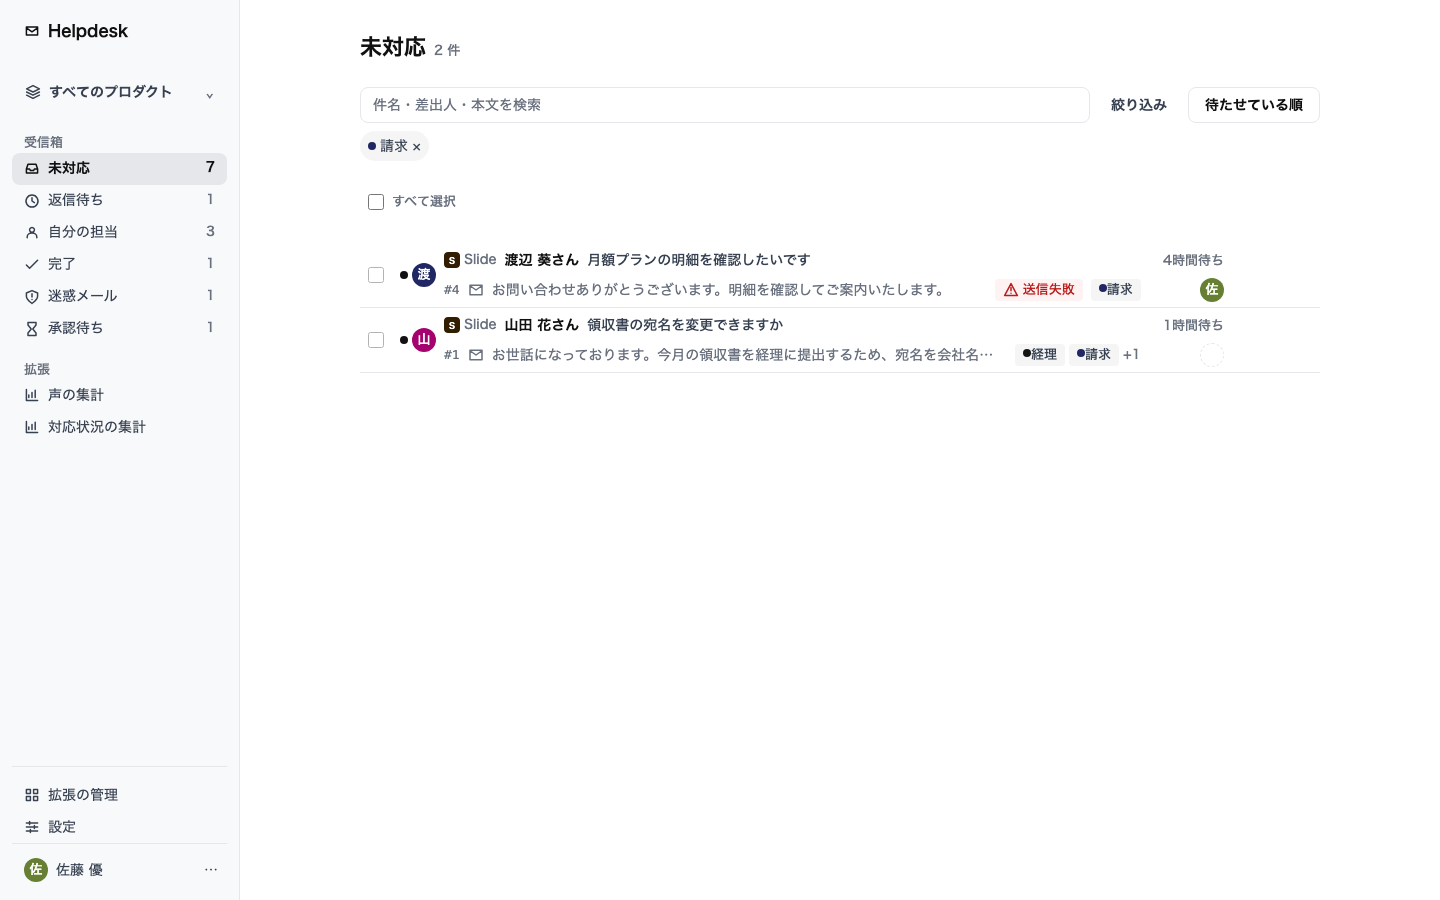 Helpdesk
すべてのプロダクト
受信箱
未対応 7
返信待ち 1
自分の担当 3
完了 1
迷惑メール 1
承認待ち 1
拡張
声の集計
対応状況の集計
拡張の管理
設定
佐 佐藤 優 …
未対応 2 件
件名・差出人・本文を検索 絞り込み 待たせている順
請求 ×
すべて選択
渡 S Slide 渡辺 葵さん 月額プランの明細を確認したいです 4時間待ち
#4 お問い合わせありがとうございます。明細を確認してご案内いたします。 送信失敗 請求 佐
山 S Slide 山田 花さん 領収書の宛名を変更できますか 1時間待ち
#1 お世話になっております。今月の領収書を経理に提出するため、宛名を会社名… 経理 請求 +1